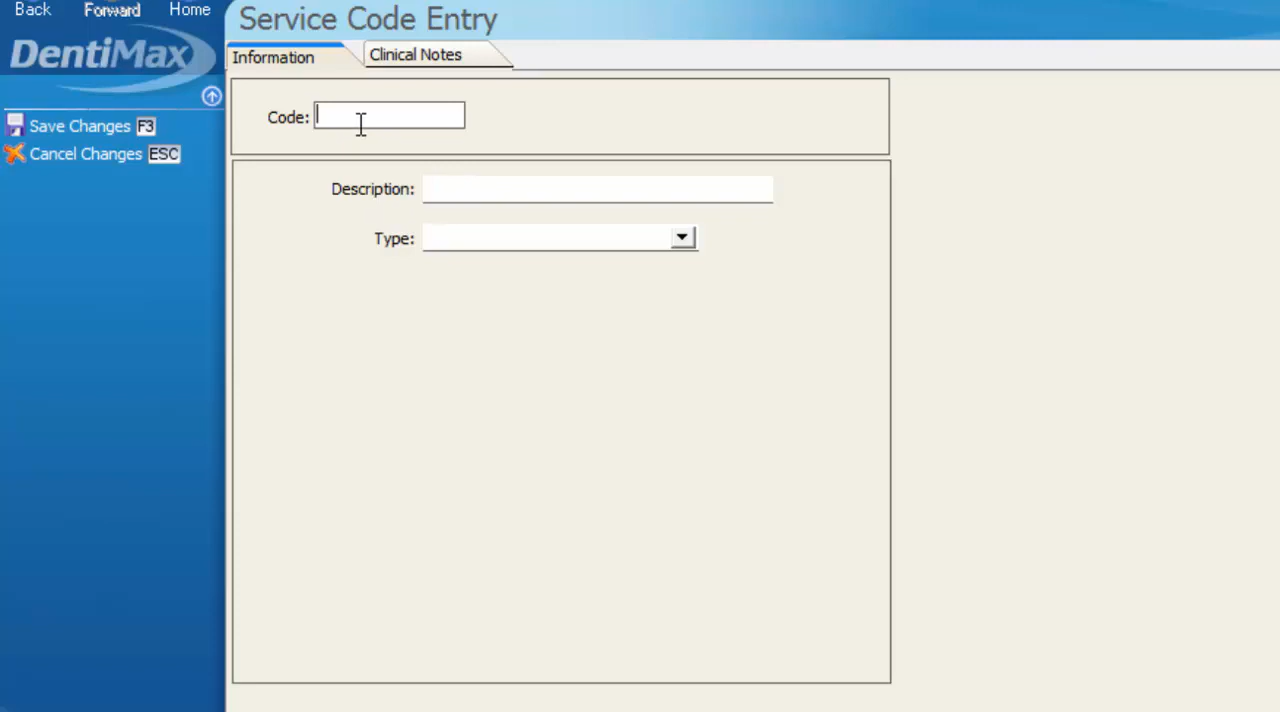 Back Forward Home
Service Code Entry
DentiMax
Information Clinical Notes
Code:
Save Changes F3
Cancel Changes ESC
Description:
Type: